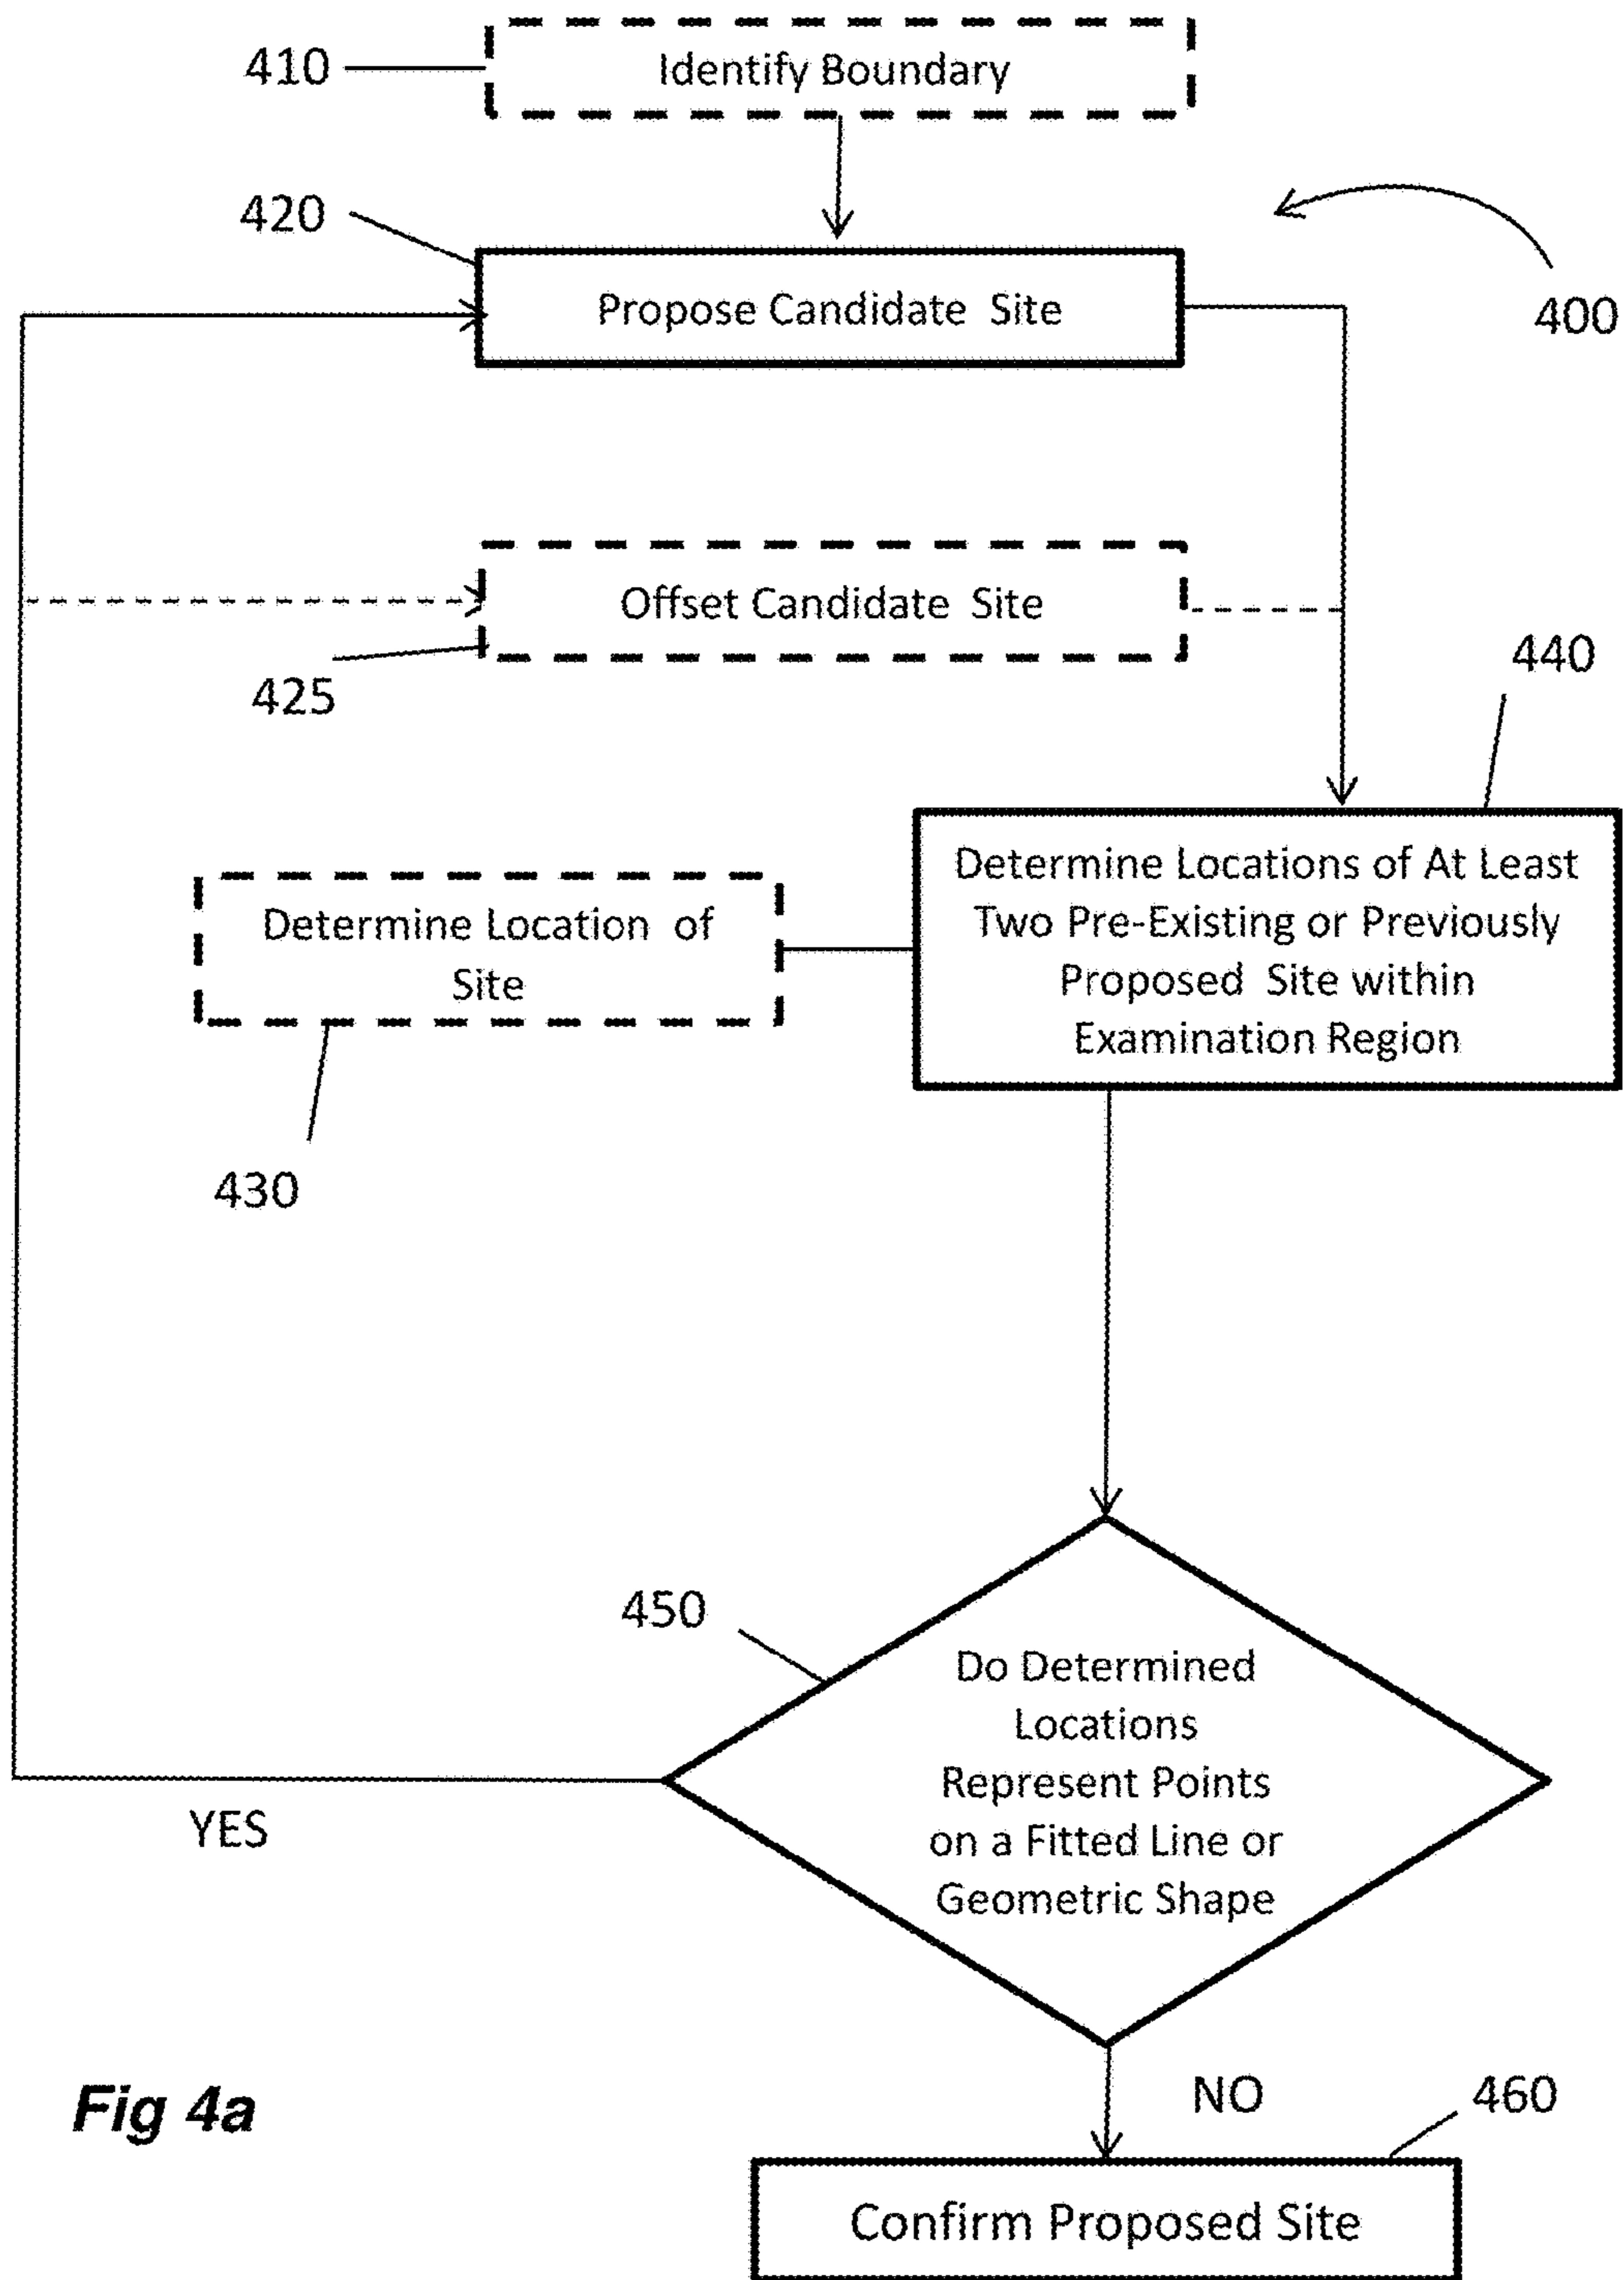 410
Identify Boundary
420
Propose Candidate Site
400
Offset Candidate Site
425
440
Determine Locations of At Least
Two Pre-Existing or Previously
Proposed Site within
Examination Region
Determine Location of
Site
430
450
Do Determined
Locations
Represent Points
on a Fitted Line or
Geometric Shape
YES
NO
460
Fig 4a
Confirm Proposed Site